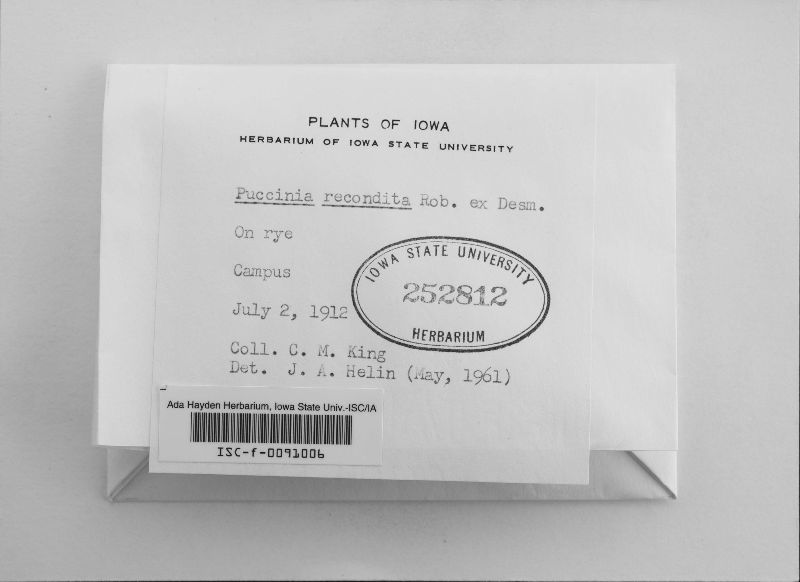 PLANTS OF IOWA
HERBARIUM OF IOWA STATE UNIVERSITY
Puccinia recondita Rob. ex Desm.
On rye
Campus
July 2, 1912
Coll. C. M. King
Det. J. A. Helin (May, 1961)
IOWA STATE UNIVERSITY
252812
HERBARIUM
Ada Hayden Herbarium, Iowa State Univ.-ISC/IA
ISC-f-0091006